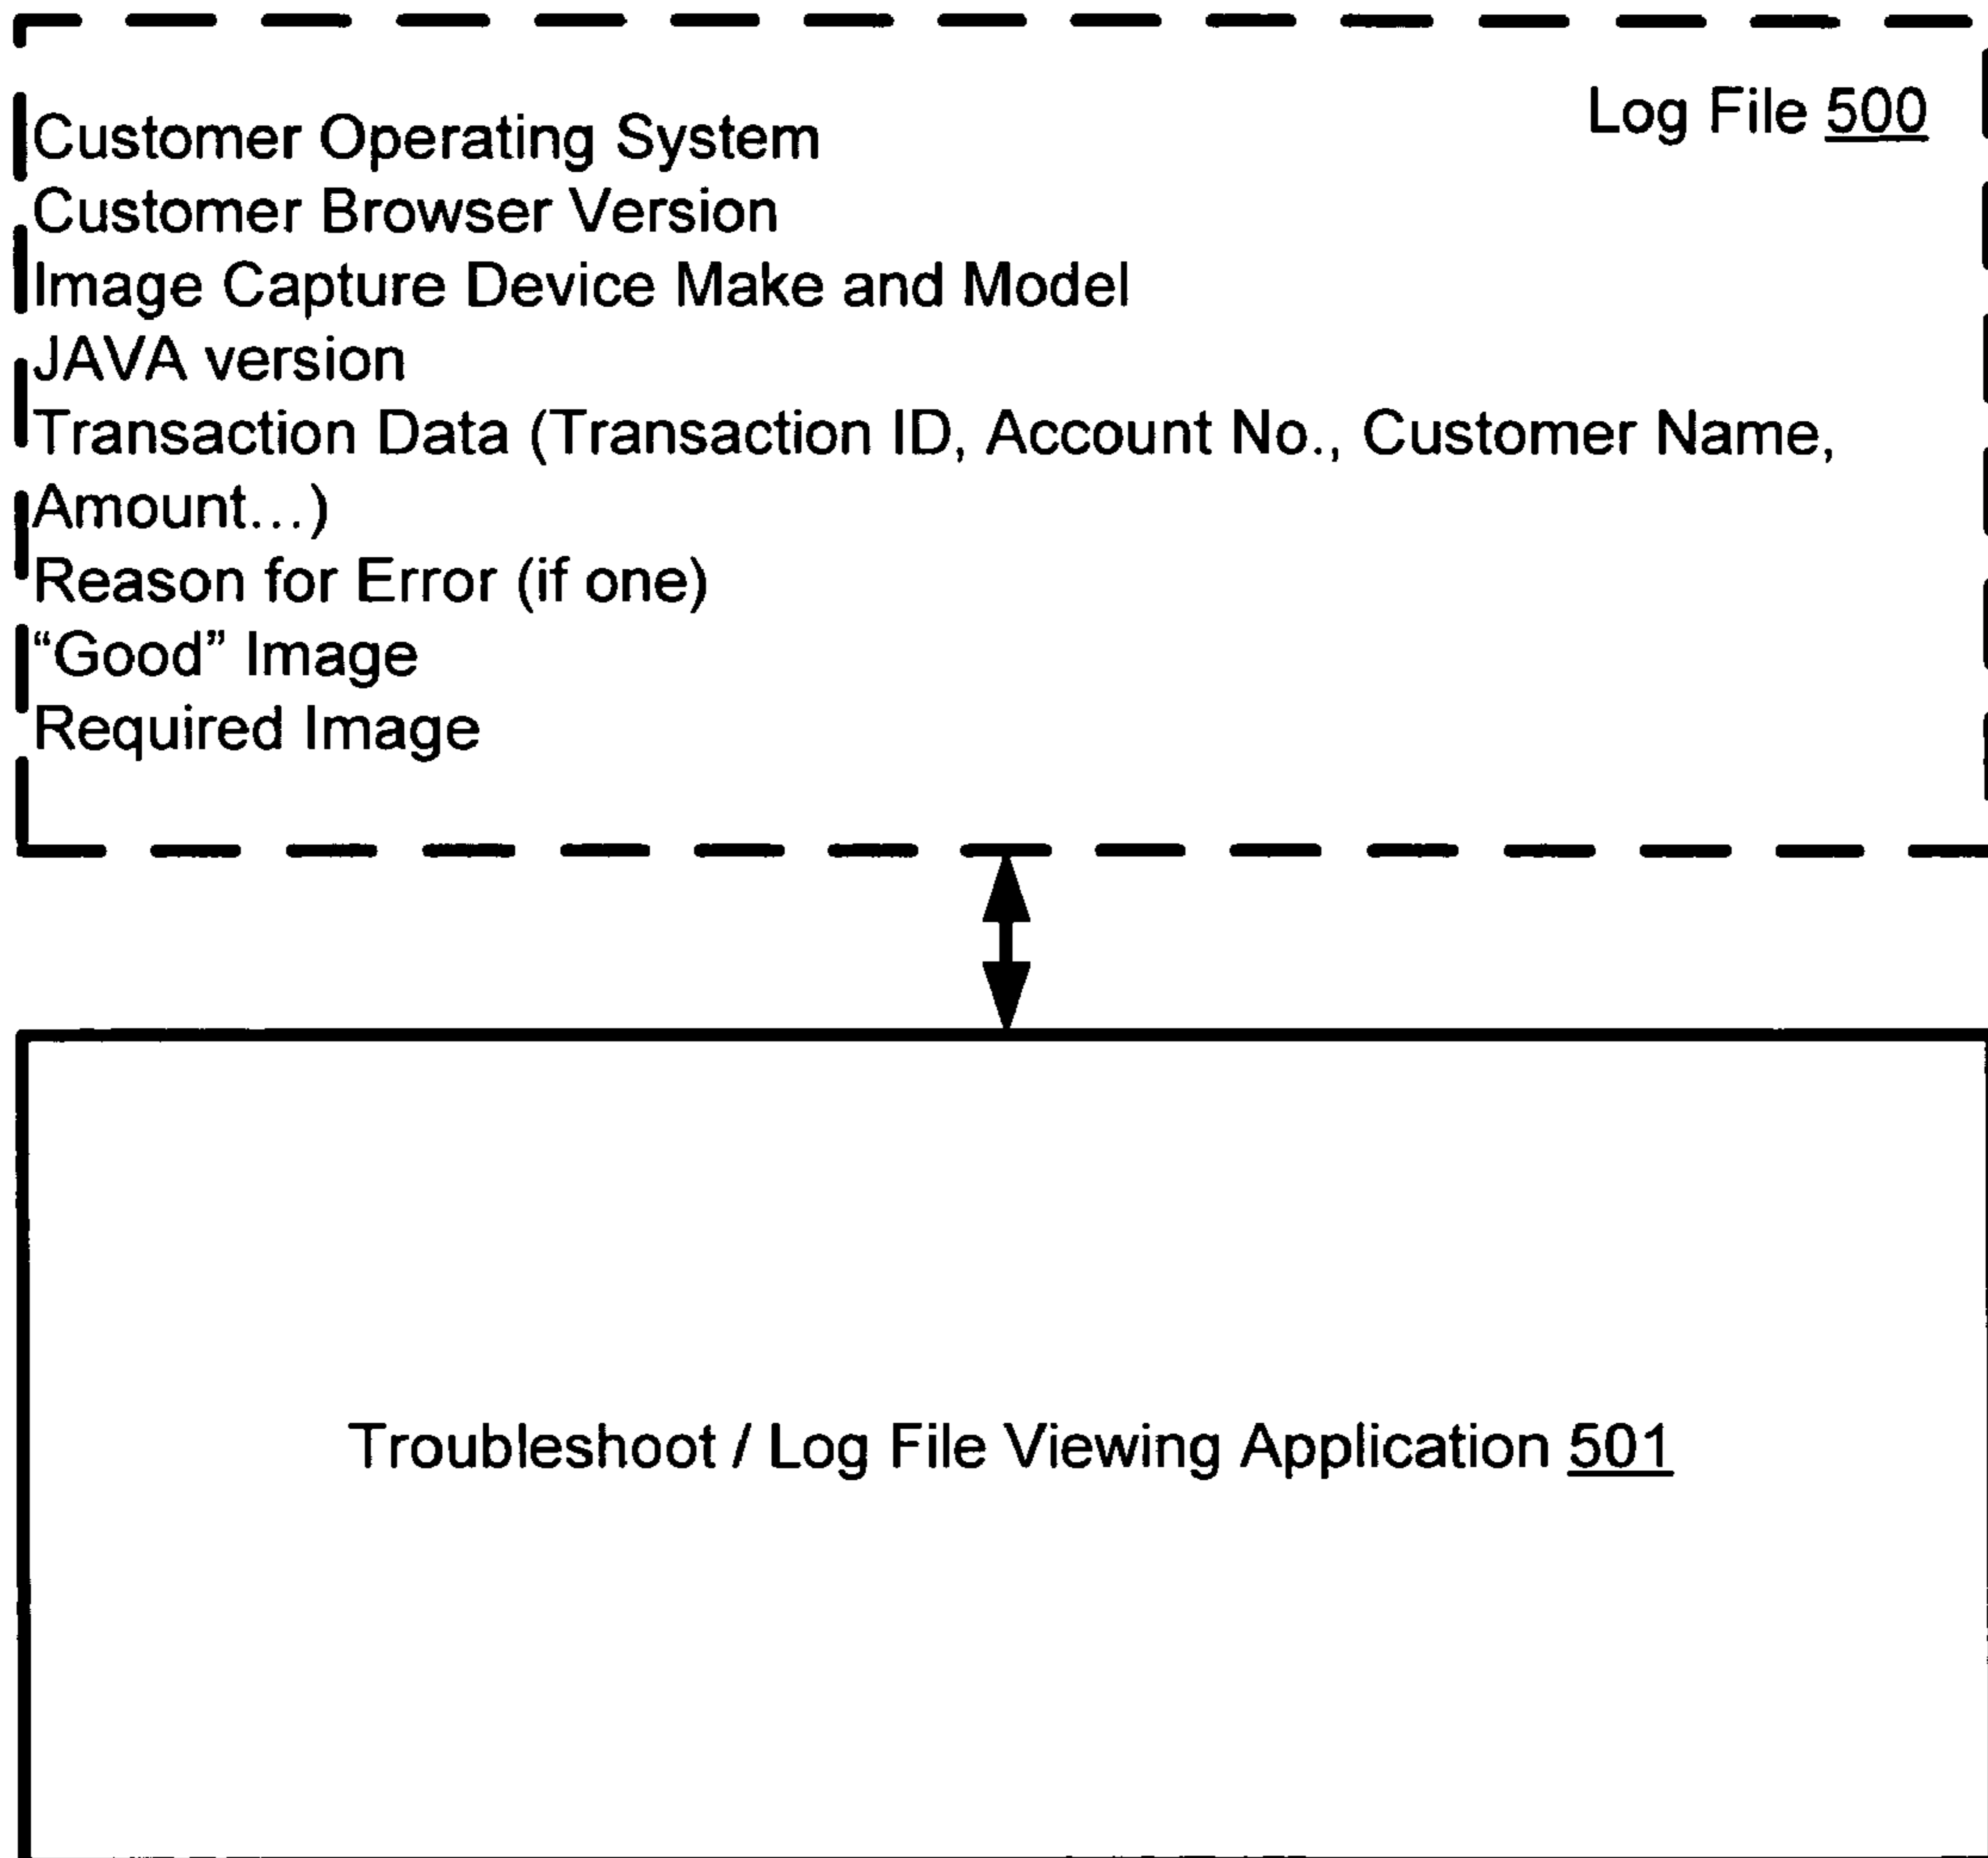 Log File 500
Customer Operating System
Customer Browser Version
Image Capture Device Make and Model
JAVA version
Transaction Data (Transaction ID, Account No., Customer Name,
Amount...)
Reason for Error (if one)
“Good” Image
Required Image
Troubleshoot / Log File Viewing Application 501